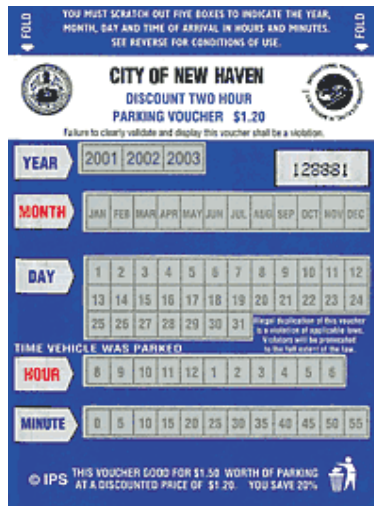 FOLD
YOU MUST SCRATCH OUT FIVE BOXES TO INDICATE THE YEAR,
MONTH, DAY AND TIME OF ARRIVAL IN HOURS AND MINUTES.
SEE REVERSE FOR CONDITIONS OF USE.
FOLD
CITY OF NEW HAVEN
DISCOUNT TWO HOUR
PARKING VOUCHER $1.20
Failure to clearly validate and display this voucher shall be a violation.
YEAR 2001 2002 2003
128881
MONTH JAN FEB MAR APR MAY JUN JUL AUG SEP OCT NOV DEC
DAY 1 2 3 4 5 6 7 8 9 10 11 12
13 14 15 16 17 18 19 20 21 22 23 24
25 26 27 28 29 30 31
Illegal duplication of this voucher
is a violation of applicable laws.
Violators will be prosecuted
to the full extent of the law.
TIME VEHICLE WAS PARKED
HOUR 8 9 10 11 12 1 2 3 4 5 6
MINUTE 0 5 10 15 20 25 30 35 40 45 50 55
© IPS
THIS VOUCHER GOOD FOR $1.50 WORTH OF PARKING
AT A DISCOUNTED PRICE OF $1.20. YOU SAVE 20%